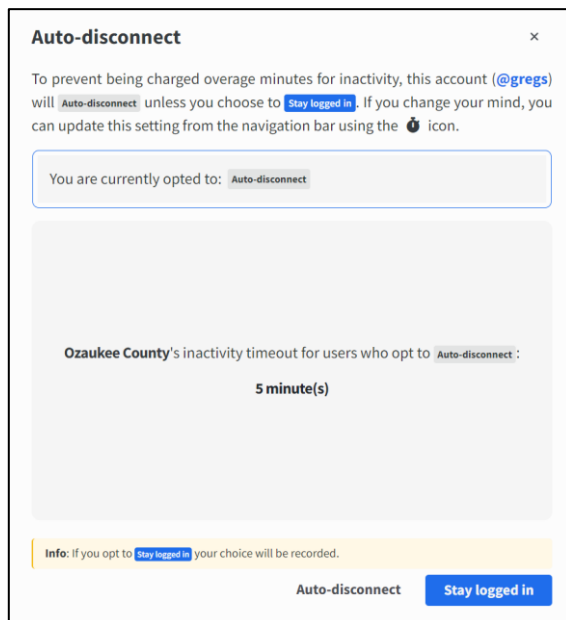 Auto-disconnect ×
To prevent being charged overage minutes for inactivity, this account (@gregs)
will Auto-disconnect unless you choose to Stay logged in. If you change your mind, you
can update this setting from the navigation bar using the icon.
You are currently opted to: Auto-disconnect
Ozaukee County's inactivity timeout for users who opt to Auto-disconnect:
5 minute(s)
Info: If you opt to Stay logged in your choice will be recorded.
Auto-disconnect Stay logged in